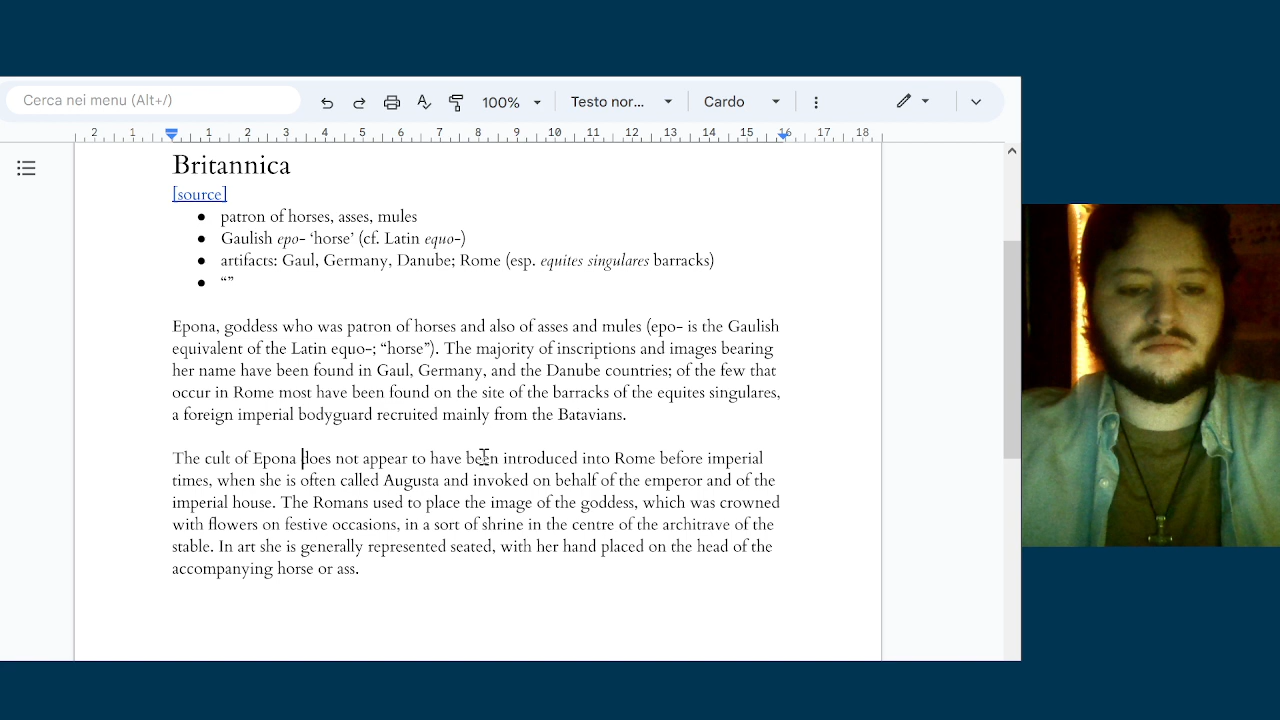 Cerca nei menu (Alt+/)
100%
Testo nor...
Cardo
2 1 1 2 3 4 5 6 7 8 9 10 11 12 13 14 15 16 17 18
Britannica
[source]
● patron of horses, asses, mules
● Gaulish epo- ‘horse’ (cf. Latin equo-)
● artifacts: Gaul, Germany, Danube; Rome (esp. equites singulares barracks)
● “”
Epona, goddess who was patron of horses and also of asses and mules (epo- is the Gaulish
equivalent of the Latin equo-; “horse”). The majority of inscriptions and images bearing
her name have been found in Gaul, Germany, and the Danube countries; of the few that
occur in Rome most have been found on the site of the barracks of the equites singulares,
a foreign imperial bodyguard recruited mainly from the Batavians.
The cult of Epona does not appear to have been introduced into Rome before imperial
times, when she is often called Augusta and invoked on behalf of the emperor and of the
imperial house. The Romans used to place the image of the goddess, which was crowned
with flowers on festive occasions, in a sort of shrine in the centre of the architrave of the
stable. In art she is generally represented seated, with her hand placed on the head of the
accompanying horse or ass.